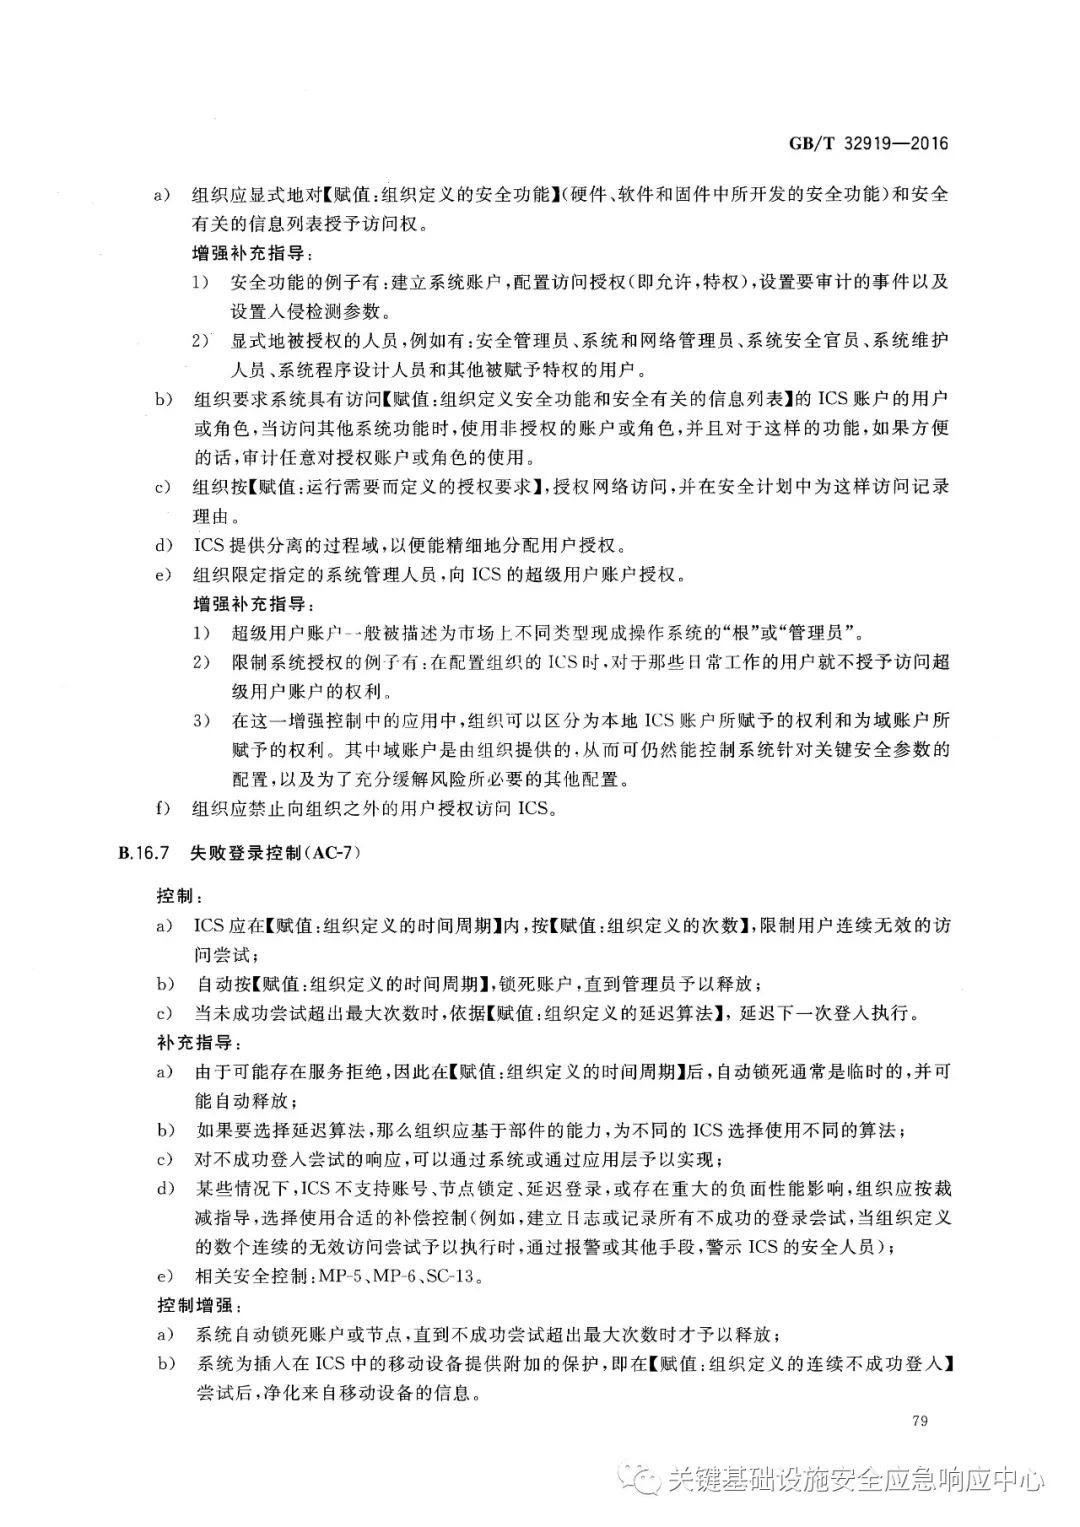 GB/T 32919—2016
a) 组织应显式地对【赋值:组织定义的安全功能】(硬件、软件和固件中所开发的安全功能)和安全
有关的信息列表授予访问权。
增强补充指导:
1) 安全功能的例子有:建立系统账户,配置访问授权(即允许,特权),设置要审计的事件以及
设置入侵检测参数。
2) 显式地被授权的人员,例如有:安全管理员、系统和网络管理员、系统安全官员、系统维护
人员、系统程序设计人员和其他被赋予特权的用户。
b) 组织要求系统具有访问【赋值:组织定义安全功能和安全有关的信息列表】的 ICS 账户的用户
或角色,当访问其他系统功能时,使用非授权的账户或角色,并且对于这样的功能,如果方便
的话,审计任意对授权账户或角色的使用。
c) 组织按【赋值:运行需要而定义的授权要求】,授权网络访问,并在安全计划中为这样访问记录
理由。
d) ICS 提供分离的过程域,以便能精细地分配用户授权。
e) 组织限定指定的系统管理人员,向 ICS 的超级用户账户授权。
增强补充指导:
1) 超级用户账户一般被描述为市场上不同类型现成操作系统的“根”或“管理员”。
2) 限制系统授权的例子有:在配置组织的 ICS 时,对于那些日常工作的用户就不授予访问超
级用户账户的权利。
3) 在这一增强控制中的应用中,组织可以区分为本地 ICS 账户所赋予的权利和为域账户所
赋予的权利。其中域账户是由组织提供的,从而可仍然能控制系统针对关键安全参数的
配置,以及为了充分缓解风险所必要的其他配置。
f) 组织应禁止向组织之外的用户授权访问 ICS。
B.16.7 失败登录控制(AC-7)
控制:
a) ICS 应在【赋值:组织定义的时间周期】内,按【赋值:组织定义的次数】,限制用户连续无效的访
问尝试;
b) 自动按【赋值:组织定义的时间周期】,锁死账户,直到管理员予以释放;
c) 当未成功尝试超出最大次数时,依据【赋值:组织定义的延迟算法】, 延迟下一次登入执行。
补充指导:
a) 由于可能存在服务拒绝,因此在【赋值:组织定义的时间周期】后,自动锁死通常是临时的,并可
能自动释放;
b) 如果要选择延迟算法,那么组织应基于部件的能力,为不同的 ICS 选择使用不同的算法;
c) 对不成功登入尝试的响应,可以通过系统或通过应用层予以实现;
d) 某些情况下,ICS 不支持账号、节点锁定、延迟登录,或存在重大的负面性能影响,组织应按裁
减指导,选择使用合适的补偿控制(例如,建立日志或记录所有不成功的登录尝试,当组织定义
的数个连续的无效访问尝试予以执行时,通过报警或其他手段,警示 ICS 的安全人员);
e) 相关安全控制:MP-5、MP-6、SC-13。
控制增强:
a) 系统自动锁死账户或节点,直到不成功尝试超出最大次数时才予以释放;
b) 系统为插入在 ICS 中的移动设备提供附加的保护,即在【赋值:组织定义的连续不成功登入】
尝试后,净化来自移动设备的信息。
79
关键基础设施安全应急响应中心